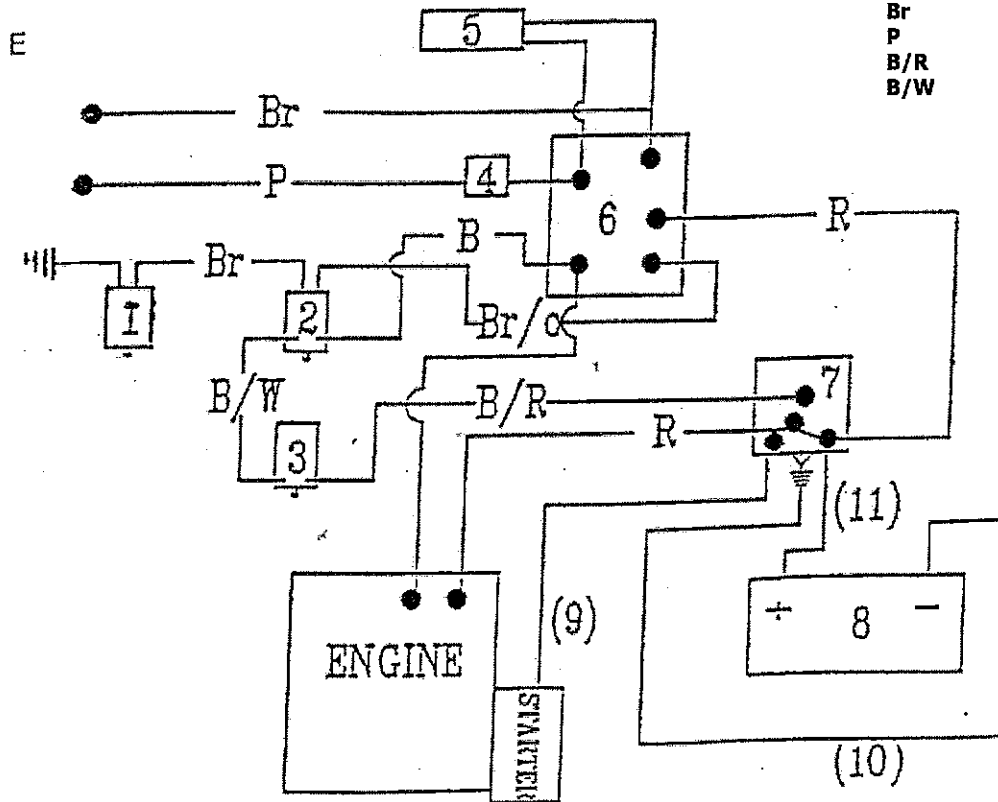 E
Br
P
B/R
B/W
5
Br
P
4
6
R
B
Br
1
2
Br/
B/W
B/R
7
R
3
(11)
+
8
−
(9)
ENGINE
STARTER
(10)